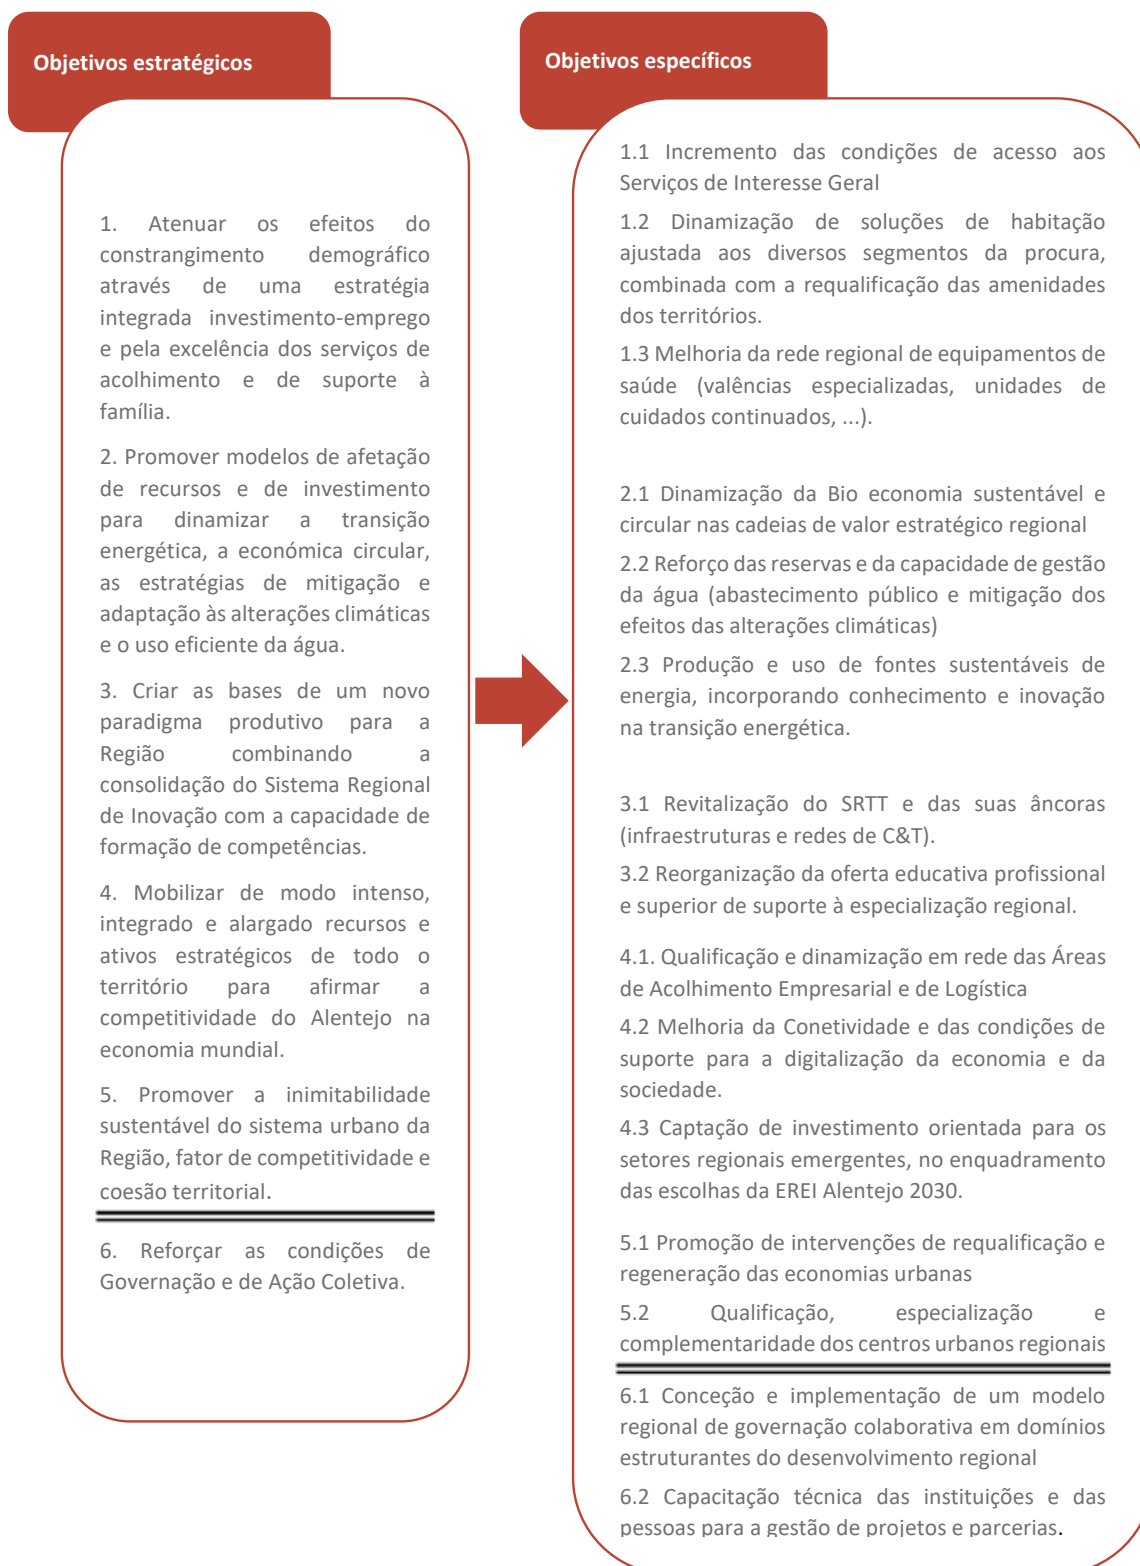 Objetivos estratégicos
1. Atenuar os efeitos do
constrangimento demográfico
através de uma estratégia
integrada investimento-emprego
e pela excelência dos serviços de
acolhimento e de suporte à
família.
2. Promover modelos de afetação
de recursos e de investimento
para dinamizar a transição
energética, a económica circular,
as estratégias de mitigação e
adaptação às alterações climáticas
e o uso eficiente da água.
3. Criar as bases de um novo
paradigma produtivo para a
Região combinando a
consolidação do Sistema Regional
de Inovação com a capacidade de
formação de competências.
4. Mobilizar de modo intenso,
integrado e alargado recursos e
ativos estratégicos de todo o
território para afirmar a
competitividade do Alentejo na
economia mundial.
5. Promover a inimitabilidade
sustentável do sistema urbano da
Região, fator de competitividade e
coesão territorial.
6. Reforçar as condições de
Governação e de Ação Coletiva.
Objetivos específicos
1.1 Incremento das condições de acesso aos
Serviços de Interesse Geral
1.2 Dinamização de soluções de habitação
ajustada aos diversos segmentos da procura,
combinada com a requalificação das amenidades
dos territórios.
1.3 Melhoria da rede regional de equipamentos de
saúde (valências especializadas, unidades de
cuidados continuados, ...).
2.1 Dinamização da Bio economia sustentável e
circular nas cadeias de valor estratégico regional
2.2 Reforço das reservas e da capacidade de gestão
da água (abastecimento público e mitigação dos
efeitos das alterações climáticas)
2.3 Produção e uso de fontes sustentáveis de
energia, incorporando conhecimento e inovação
na transição energética.
3.1 Revitalização do SRTT e das suas âncoras
(infraestruturas e redes de C&T).
3.2 Reorganização da oferta educativa profissional
e superior de suporte à especialização regional.
4.1. Qualificação e dinamização em rede das Áreas
de Acolhimento Empresarial e de Logística
4.2 Melhoria da Conetividade e das condições de
suporte para a digitalização da economia e da
sociedade.
4.3 Captação de investimento orientada para os
setores regionais emergentes, no enquadramento
das escolhas da EREI Alentejo 2030.
5.1 Promoção de intervenções de requalificação e
regeneração das economias urbanas
5.2 Qualificação, especialização e
complementaridade dos centros urbanos regionais
6.1 Conceção e implementação de um modelo
regional de governação colaborativa em domínios
estruturantes do desenvolvimento regional
6.2 Capacitação técnica das instituições e das
pessoas para a gestão de projetos e parcerias.